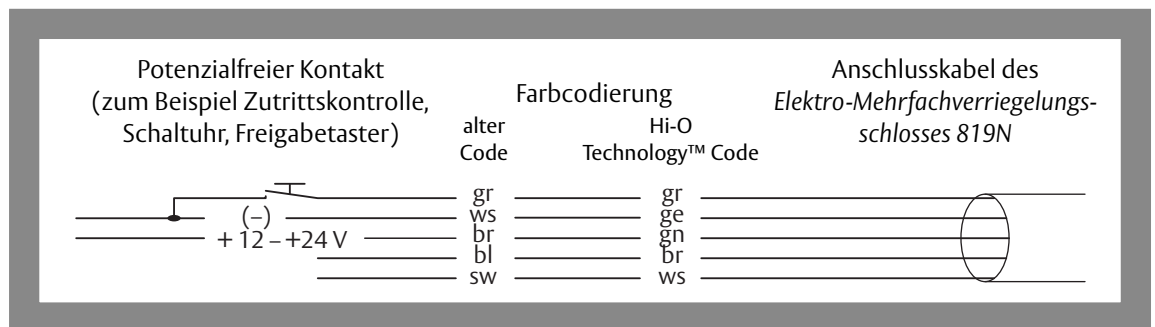 Potenzialfreier Kontakt
(zum Beispiel Zutrittskontrolle,
Schaltuhr, Freigabetaster)
Farbcodierung
alter
Code
Hi-O
Technology™ Code
Anschlusskabel des
Elektro-Mehrfachverriegelungs-
schlosses 819N
gr gr
(–) ws ge
+ 12 – +24 V br gn
bl br
sw ws